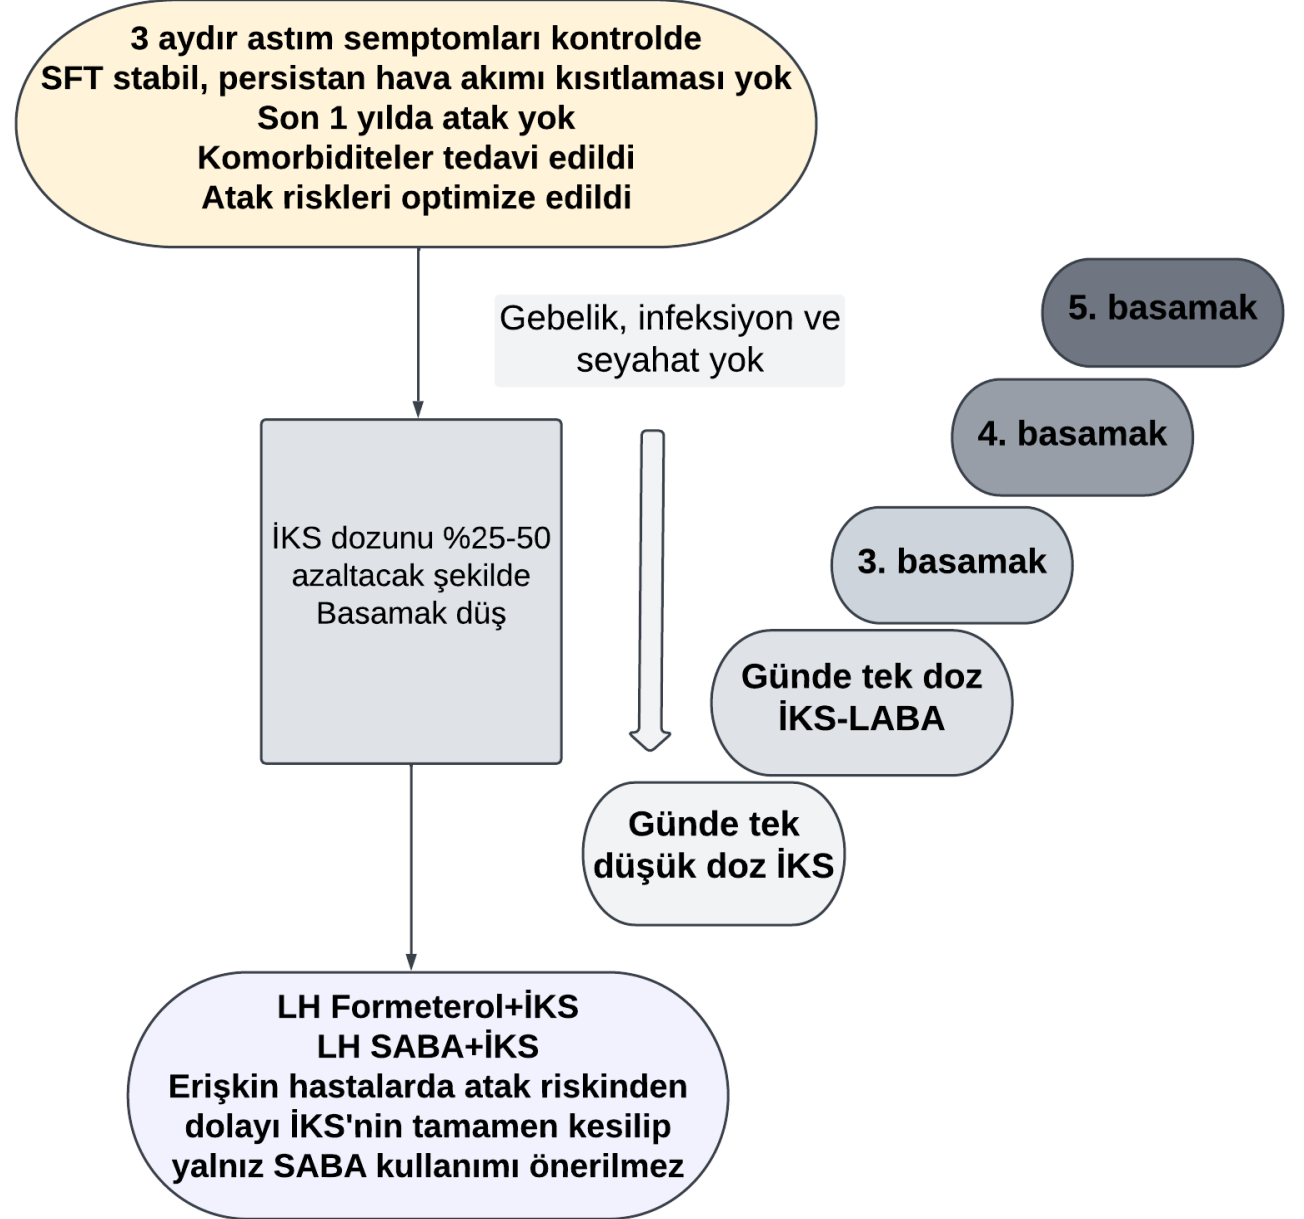 3 aydır astım semptomları kontrolde
SFT stabil, persistan hava akımı kısıtlaması yok
Son 1 yılda atak yok
Komorbiditeler tedavi edildi
Atak riskleri optimize edildi
Gebelik, infeksiyon ve
seyahat yok
5. basamak
4. basamak
3. basamak
İKS dozunu %25-50
azaltacak şekilde
Basamak düş
Günde tek doz
İKS-LABA
Günde tek
düşük doz İKS
LH Formeterol+İKS
LH SABA+İKS
Erişkin hastalarda atak riskinden
dolayı İKS'nin tamamen kesilip
yalnız SABA kullanımı önerilmez